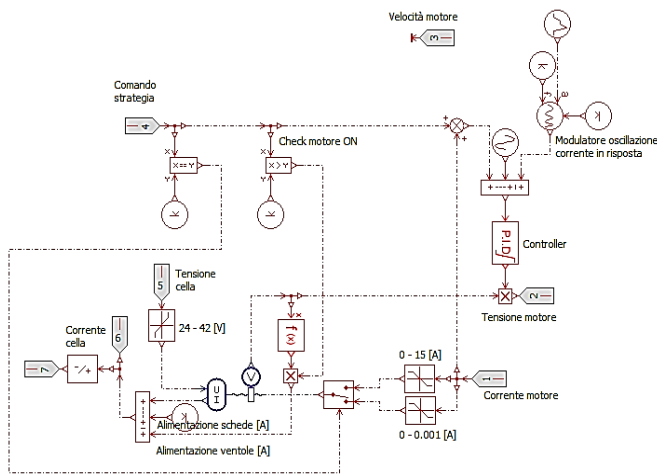 Velocità motore
3
K
f
a
K
Comando
strategia
4
Modulatore oscillazione
corrente in risposta
+
+
Check motore ON
X
X == Y
Y
X
X > Y
Y
K
K
+ --- + - +
P.I.D
Controller
5
Tensione
cella
2
X
Tensione motore
24 - 42 [V]
6
Corrente
cella
7
-/+
x
f(x)
V
X
0 - 15 [A]
1
Corrente motore
0 - 0.001 [A]
K
Alimentazione schede [A]
Alimentazione ventole [A]